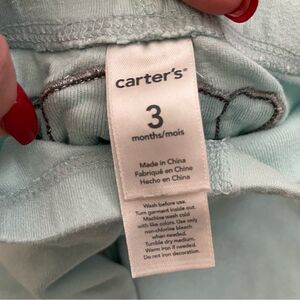 carter's®
3
months/mois
Made in China
Fabriqué en Chine
Hecho en China
Wash before use.
Turn garment inside out.
Machine wash cold
with like colors. Use only
non-chlorine bleach
when needed.
Tumble dry medium.
Warm iron if needed.
Do not iron decoration.